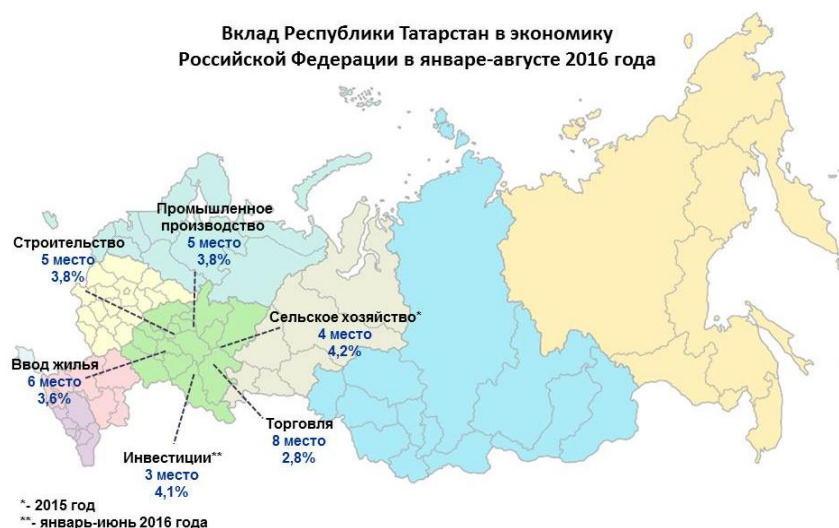 Вклад Республики Татарстан в экономику
Российской Федерации в январе-августе 2016 года
Промышленное
производство
5 место
3,8%
Строительство
5 место
3,8%
Сельское хозяйство*
4 место
4,2%
Ввод жилья
6 место
3,6%
Торговля
8 место
2,8%
Инвестиции**
3 место
4,1%
*- 2015 год
**- январь-июнь 2016 года